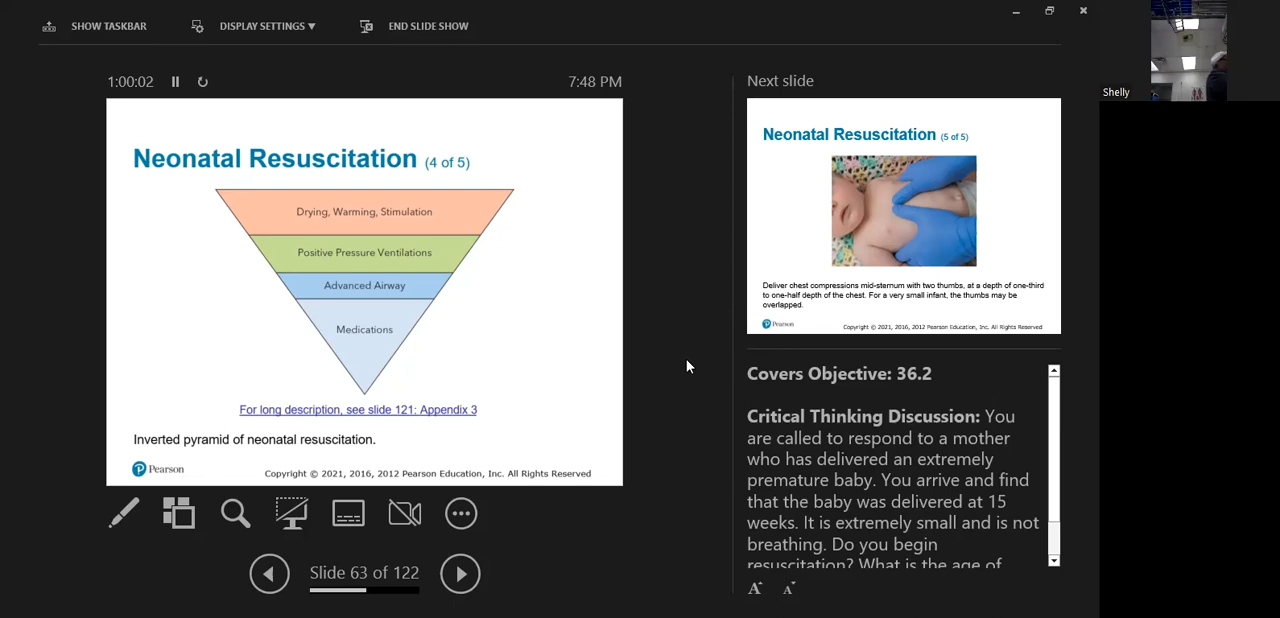 SHOW TASKBAR
DISPLAY SETTINGS ▼
END SLIDE SHOW
1:00:02
7:48 PM
Neonatal Resuscitation (4 of 5)
Drying, Warming, Stimulation
Positive Pressure Ventilations
Advanced Airway
Medications
For long description, see slide 121: Appendix 3
Inverted pyramid of neonatal resuscitation.
Pearson
Copyright © 2021, 2016, 2012 Pearson Education, Inc. All Rights Reserved
Slide 63 of 122
Next slide
Neonatal Resuscitation (5 of 5)
Deliver chest compressions mid-sternum with two thumbs, at a depth of one-third
to one-half depth of the chest. For a very small infant, the thumbs may be
overlapped.
Pearson
Copyright © 2021, 2016, 2012 Pearson Education, Inc. All Rights Reserved
Covers Objective: 36.2
Critical Thinking Discussion: You
are called to respond to a mother
who has delivered an extremely
premature baby. You arrive and find
that the baby was delivered at 15
weeks. It is extremely small and is not
breathing. Do you begin
resuscitation? What is the age of
A A
Shelly